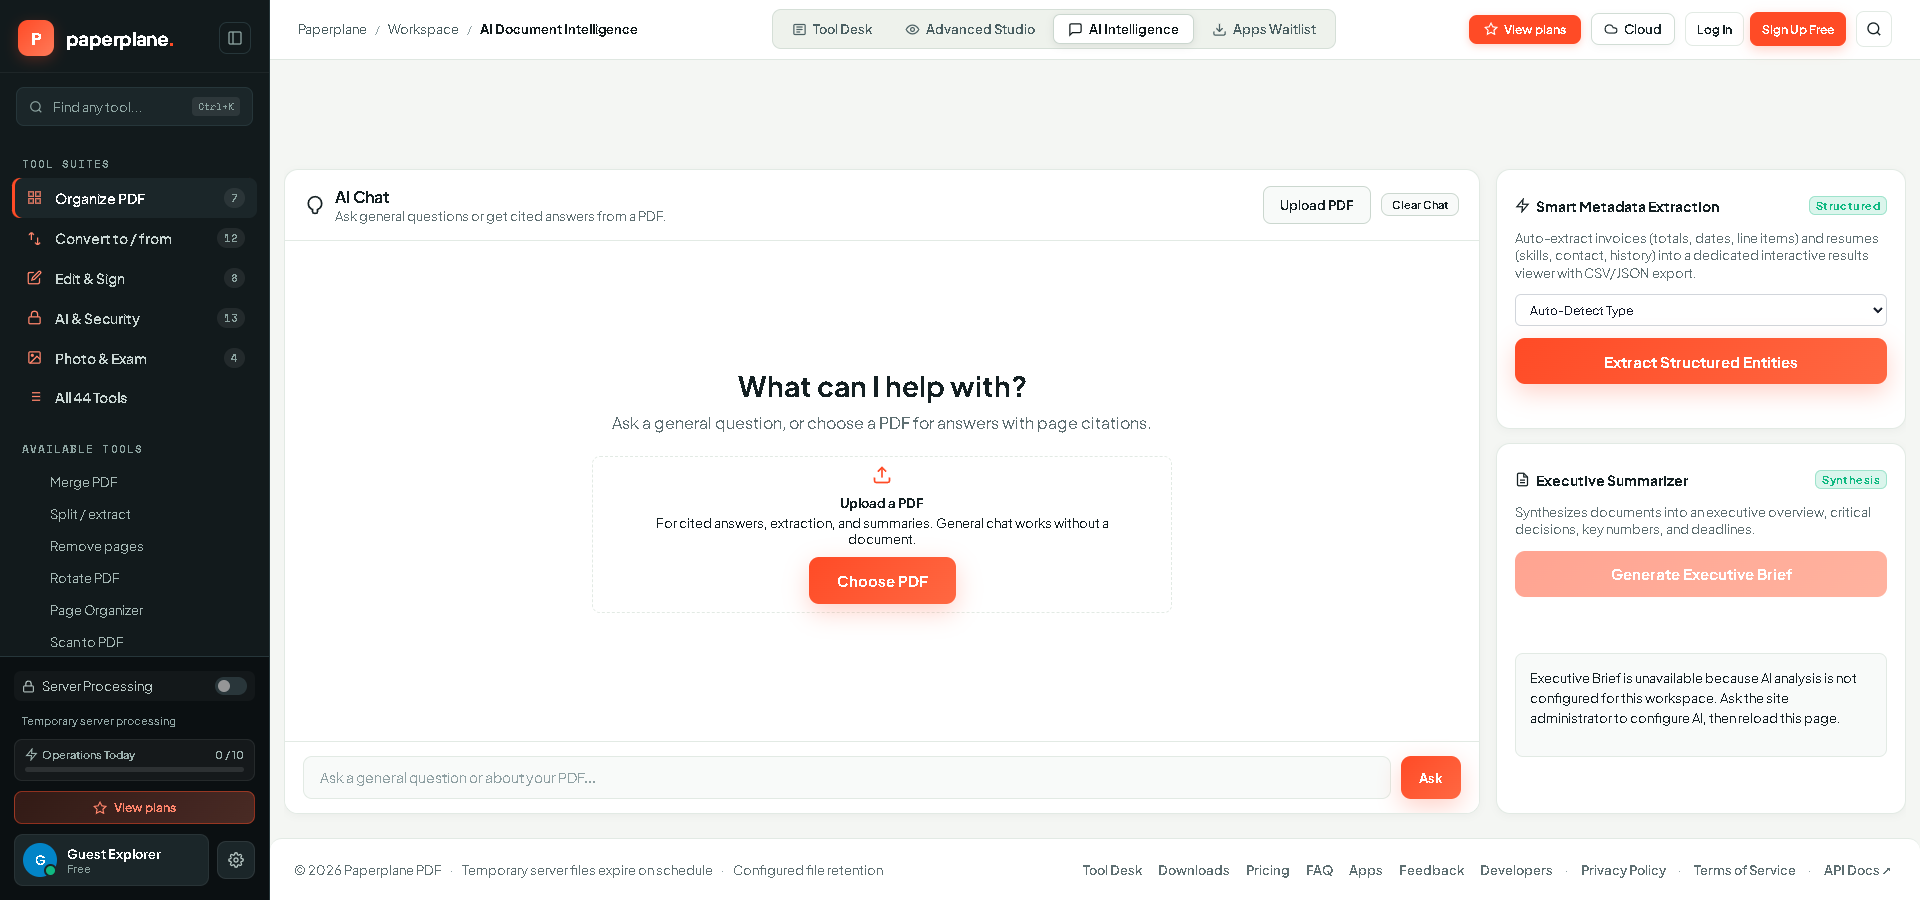 P paperplane.
Find any tool... Ctrl+K
TOOL SUITES
Organize PDF 7
Convert to / from 12
Edit & Sign 8
AI & Security 13
Photo & Exam 4
All 44 Tools
AVAILABLE TOOLS
Merge PDF
Split / extract
Remove pages
Rotate PDF
Page Organizer
Scan to PDF
Server Processing
Temporary server processing
Operations Today 0 / 10
View plans
G Guest Explorer
Free
Paperplane / Workspace / AI Document Intelligence
Tool Desk Advanced Studio AI Intelligence Apps Waitlist
View plans Cloud Log In Sign Up Free
AI Chat
Ask general questions or get cited answers from a PDF.
Upload PDF Clear Chat
What can I help with?
Ask a general question, or choose a PDF for answers with page citations.
Upload a PDF
For cited answers, extraction, and summaries. General chat works without a
document.
Choose PDF
Ask a general question or about your PDF...
Ask
Smart Metadata Extraction Structured
Auto-extract invoices (totals, dates, line items) and resumes
(skills, contact, history) into a dedicated interactive results
viewer with CSV/JSON export.
Auto-Detect Type
Extract Structured Entities
Executive Summarizer Synthesis
Synthesizes documents into an executive overview, critical
decisions, key numbers, and deadlines.
Generate Executive Brief
Executive Brief is unavailable because AI analysis is not
configured for this workspace. Ask the site
administrator to configure AI, then reload this page.
© 2026 Paperplane PDF · Temporary server files expire on schedule · Configured file retention
Tool Desk Downloads Pricing FAQ Apps Feedback Developers · Privacy Policy · Terms of Service · API Docs ↗